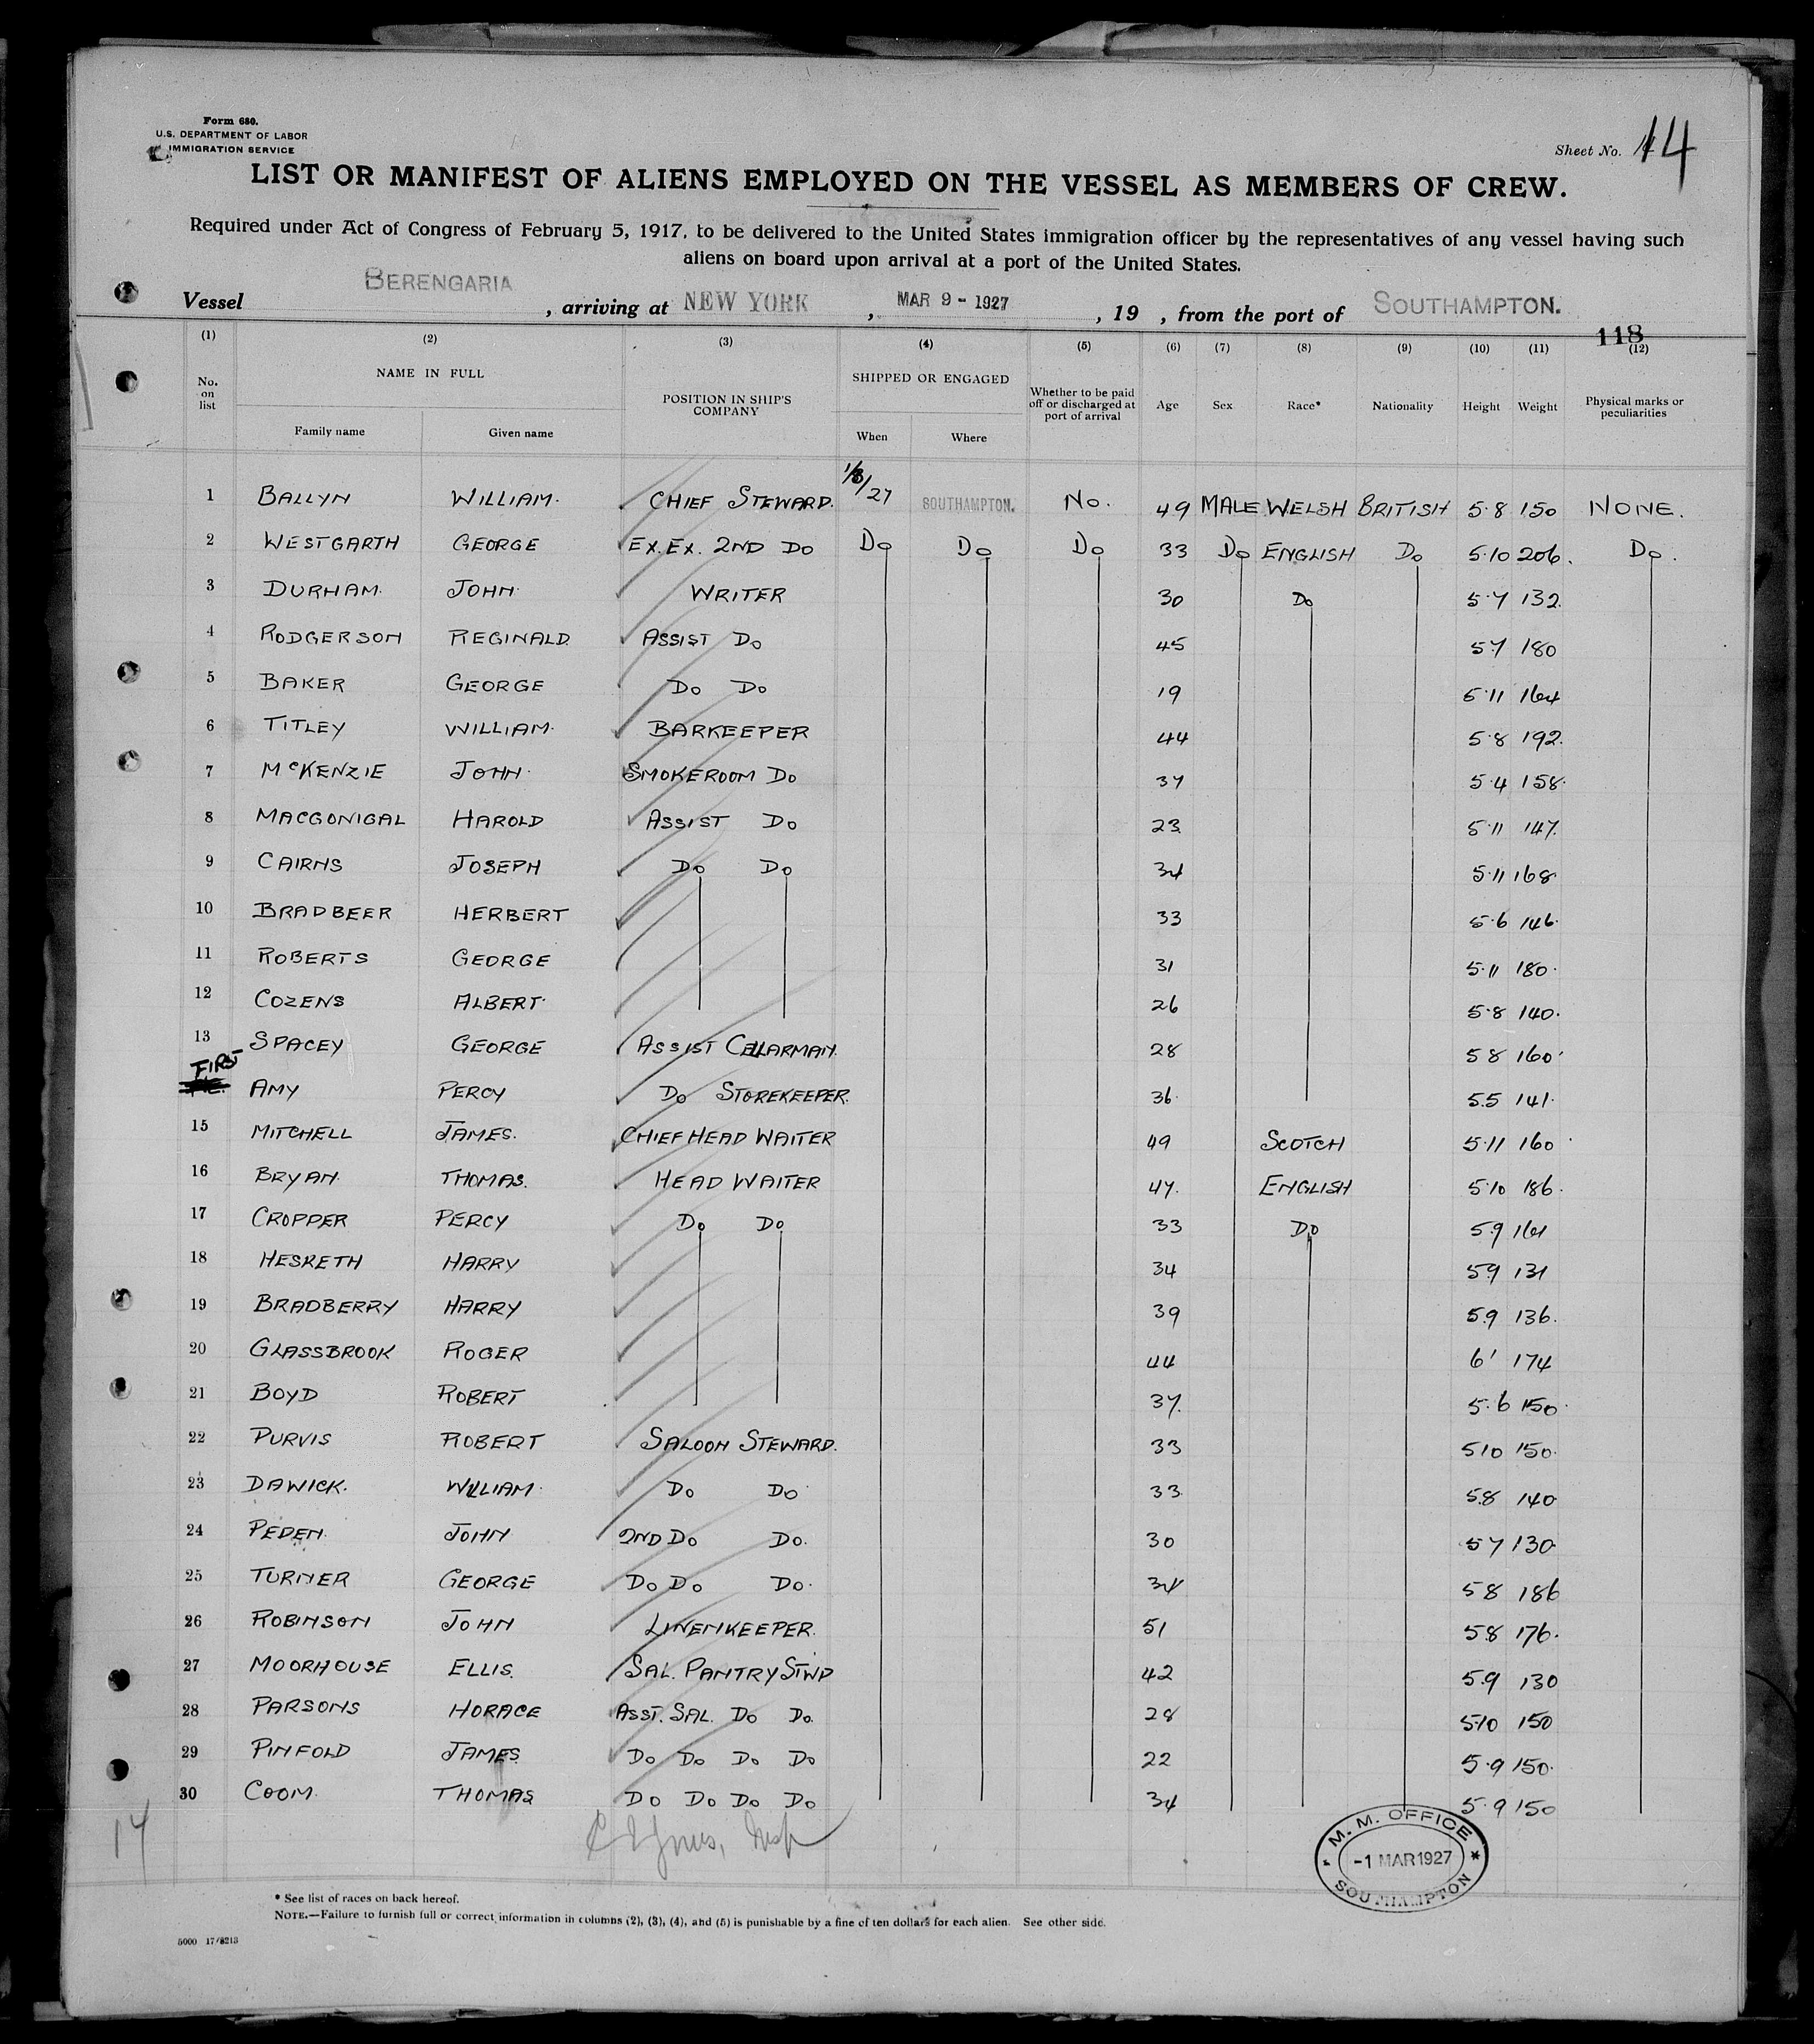 Form 680.
U.S. DEPARTMENT OF LABOR
IMMIGRATION SERVICE
Sheet No. 14
LIST OR MANIFEST OF ALIENS EMPLOYED ON THE VESSEL AS MEMBERS OF CREW.
Required under Act of Congress of February 5, 1917, to be delivered to the United States immigration officer by the representatives of any vessel having such
aliens on board upon arrival at a port of the United States.
Vessel BERENGARIA , arriving at NEW YORK , MAR 9 - 1927 , 19 , from the port of SOUTHAMPTON.
118
(1) (2) (3) (4) (5) (6) (7) (8) (9) (10) (11) (12)
No. on list NAME IN FULL Family name Given name POSITION IN SHIP'S COMPANY SHIPPED OR ENGAGED When Where Whether to be paid off or discharged at port of arrival Age Sex Race* Nationality Height Weight Physical marks or peculiarities
1 BALLYN WILLIAM. CHIEF STEWARD. 1/3/27 SOUTHAMPTON. No. 49 MALE WELSH BRITISH 5.8 150 NONE.
2 WESTGARTH GEORGE EX. EX. 2ND DO DO DO DO 33 DO ENGLISH DO 5.10 206. DO.
3 DURHAM. JOHN. WRITER 30 DO 5.7 132.
4 RODGERSON REGINALD. ASSIST DO 45 5.7 180
5 BAKER GEORGE DO DO 19 5.11 164
6 TITLEY WILLIAM. BARKEEPER 44 5.8 192.
7 MCKENZIE JOHN. SMOKEROOM DO 37 5.4 158.
8 MACGONIGAL HAROLD ASSIST DO 23 5.11 147.
9 CAIRNS JOSEPH DO DO 34 5.11 168
10 BRADBEER HERBERT 33 5.6 146.
11 ROBERTS GEORGE 31 5.11 180.
12 COZENS ALBERT. 26 5.8 140.
13 SPACEY GEORGE ASSIST CELLARMAN. 28 5 8 160.
FIRST AMY PERCY DO STOREKEEPER. 36. 5.5 141.
15 MITCHELL JAMES. CHIEF HEAD WAITER 49 SCOTCH 5.11 160
16 BRYAN. THOMAS. HEAD WAITER 47. ENGLISH 5.10 186.
17 CROPPER PERCY DO DO 33 DO 5.9 161
18 HESKETH HARRY 34 5.9 131
19 BRADBERRY HARRY 39 5.9 136.
20 GLASSBROOK ROGER 44 6' 174
21 BOYD ROBERT 37. 5.6 150.
22 PURVIS ROBERT SALOON STEWARD. 33 5 10 150.
23 DAWICK. WILLIAM. DO DO 33. 5.8 140
24 PEDEN. JOHN 2ND DO DO. 30 5 7 130.
25 TURNER GEORGE DO DO DO. 34 5 8 186
26 ROBINSON JOHN LINENKEEPER. 51 5.8 176.
27 MOORHOUSE ELLIS. SAL. PANTRY STWD 42 5.9 130
28 PARSONS HORACE ASST. SAL. DO DO. 28 5.10 150
29 PINFOLD JAMES DO DO DO DO 22 5.9 150.
30 COOM. THOMAS DO DO DO DO 34 5.9 150
14
M. M. OFFICE
-1 MAR 1927
SOUTHAMPTON
* See list of races on back hereof.
NOTE.—Failure to furnish full or correct information in columns (2), (3), (4), and (5) is punishable by a fine of ten dollars for each alien. See other side.
5000 17/8213